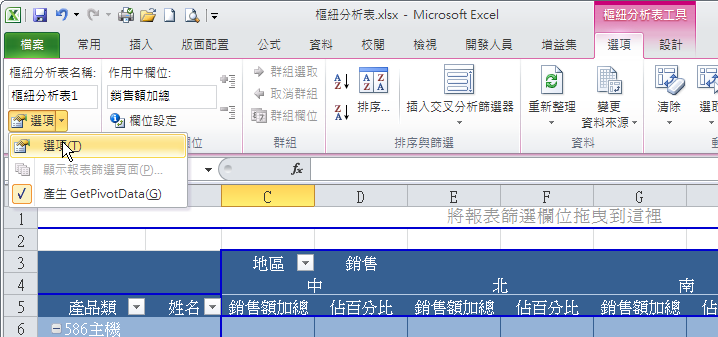 樞紐分析表.xlsx - Microsoft Excel
樞紐分析表工具
檔案 常用 插入 版面配置 公式 資料 校閱 檢視 開發人員 增益集 選項 設計
樞紐分析表名稱: 作用中欄位:
樞紐分析表1 銷售額加總
選項 欄位設定
群組選取
取消群組
群組欄位
排序... 插入交叉分析篩選器 重新整理 變更
資料來源 清除 選取
欄位 群組 排序與篩選 資料
選項(T)
顯示報表篩選頁面(P)...
產生 GetPivotData(G)
fx
C D E F G
1 將報表篩選欄位拖曳到這裡
2
3 地區 銷售
4 中 北 南
5 產品類 姓名 銷售額加總 佔百分比 銷售額加總 佔百分比 銷售額加總 佔
6 586主機